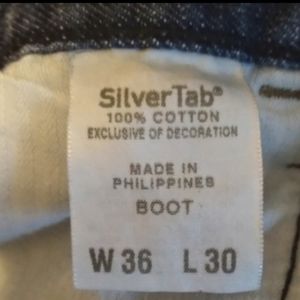 SilverTab®
100% COTTON
EXCLUSIVE OF DECORATION
MADE IN
PHILIPPINES
BOOT
W 36 L 30